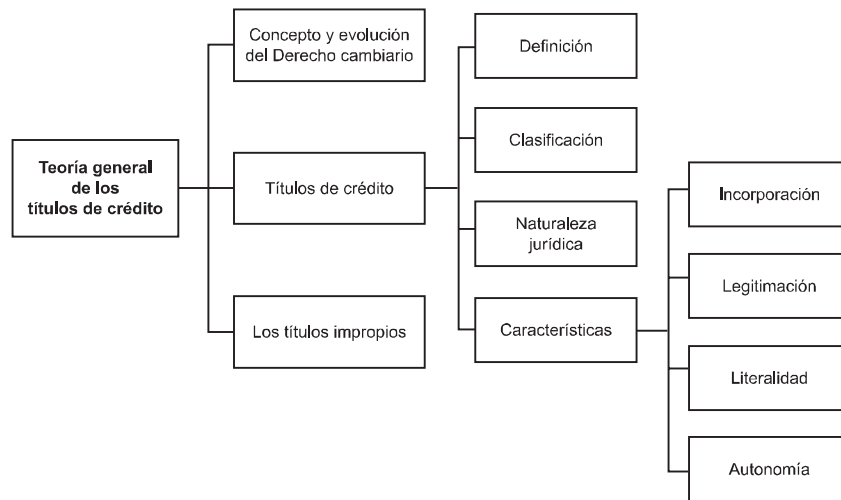 Teoría general
de los
títulos de crédito
Concepto y evolución
del Derecho cambiario
Títulos de crédito
Los títulos impropios
Definición
Clasificación
Naturaleza
jurídica
Cararterísticas
Incorporación
Legitimación
Literalidad
Autonomía